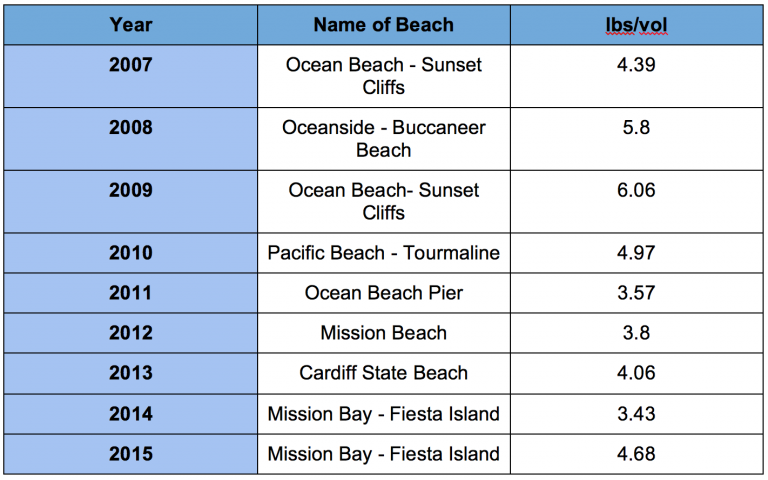 Year Name of Beach lbs/vol
2007 Ocean Beach - Sunset 4.39
Cliffs
2008 Oceanside - Buccaneer 5.8
Beach
2009 Ocean Beach- Sunset 6.06
Cliffs
2010 Pacific Beach - Tourmaline 4.97
2011 Ocean Beach Pier 3.57
2012 Mission Beach 3.8
2013 Cardiff State Beach 4.06
2014 Mission Bay - Fiesta Island 3.43
2015 Mission Bay - Fiesta Island 4.68